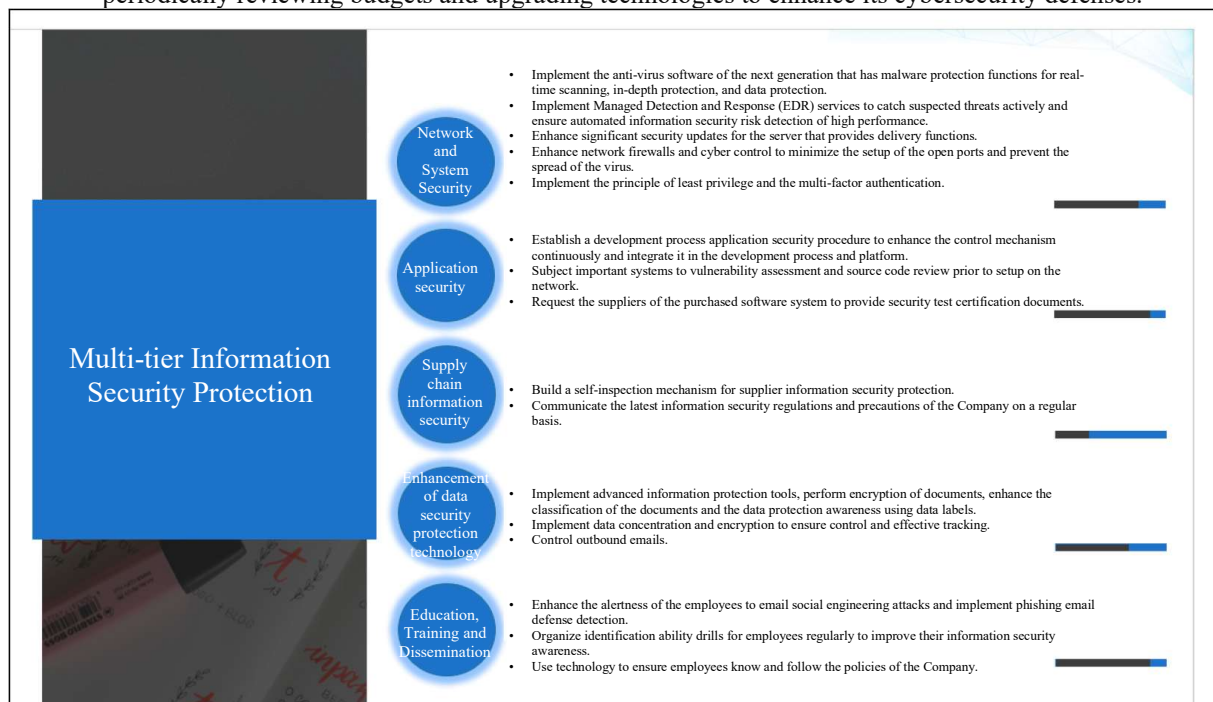 periodically reviewing budgets and upgrading technologies to enhance its cybersecurity defenses.
Multi-tier Information
Security Protection
Network
and
System
Security
• Implement the anti-virus software of the next generation that has malware protection functions for real-
time scanning, in-depth protection, and data protection.
• Implement Managed Detection and Response (EDR) services to catch suspected threats actively and
ensure automated information security risk detection of high performance.
• Enhance significant security updates for the server that provides delivery functions.
• Enhance network firewalls and cyber control to minimize the setup of the open ports and prevent the
spread of the virus.
• Implement the principle of least privilege and the multi-factor authentication.
Application
security
• Establish a development process application security procedure to enhance the control mechanism
continuously and integrate it in the development process and platform.
• Subject important systems to vulnerability assessment and source code review prior to setup on the
network.
• Request the suppliers of the purchased software system to provide security test certification documents.
Supply
chain
information
security
• Build a self-inspection mechanism for supplier information security protection.
• Communicate the latest information security regulations and precautions of the Company on a regular
basis.
Enhancement
of data
security
protection
technology
• Implement advanced information protection tools, perform encryption of documents, enhance the
classification of the documents and the data protection awareness using data labels.
• Implement data concentration and encryption to ensure control and effective tracking.
• Control outbound emails.
Education,
Training and
Dissemination
• Enhance the alertness of the employees to email social engineering attacks and implement phishing email
defense detection.
• Organize identification ability drills for employees regularly to improve their information security
awareness.
• Use technology to ensure employees know and follow the policies of the Company.